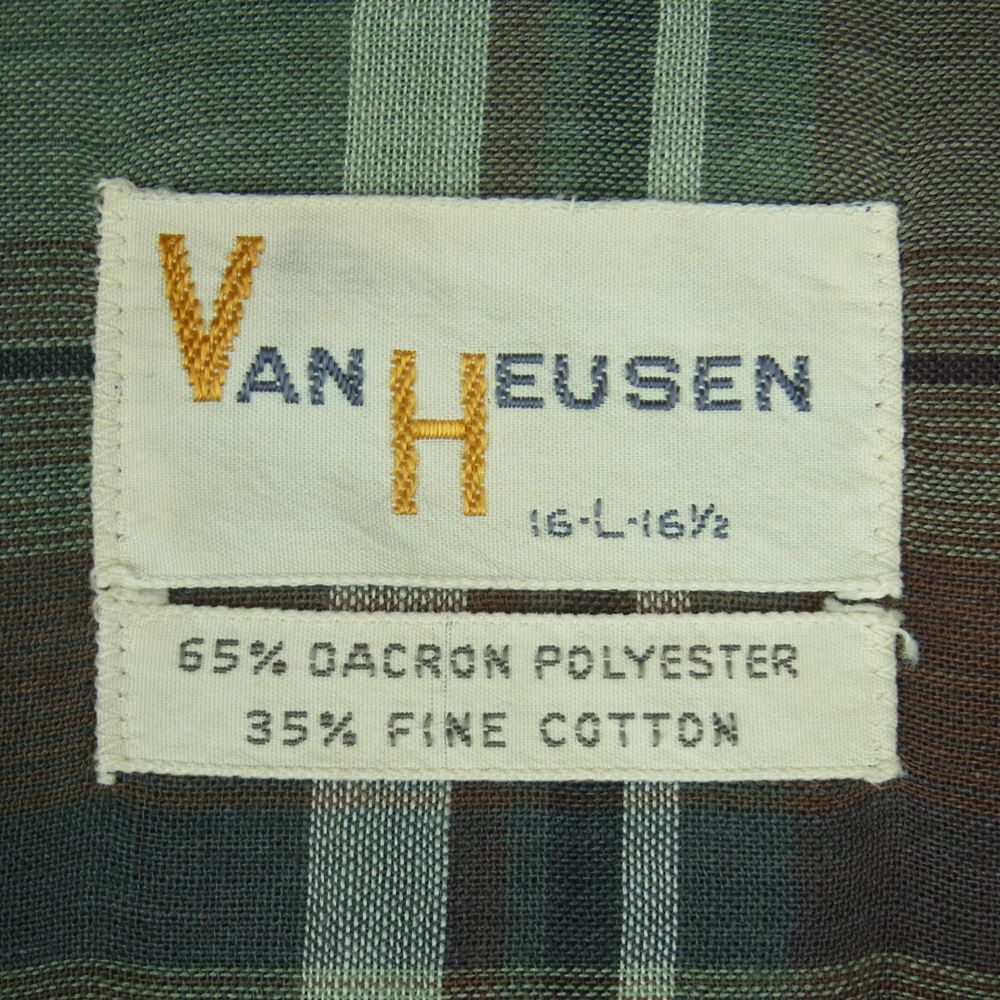 VAN HEUSEN
16-L-16½
65% DACRON POLYESTER
35% FINE COTTON